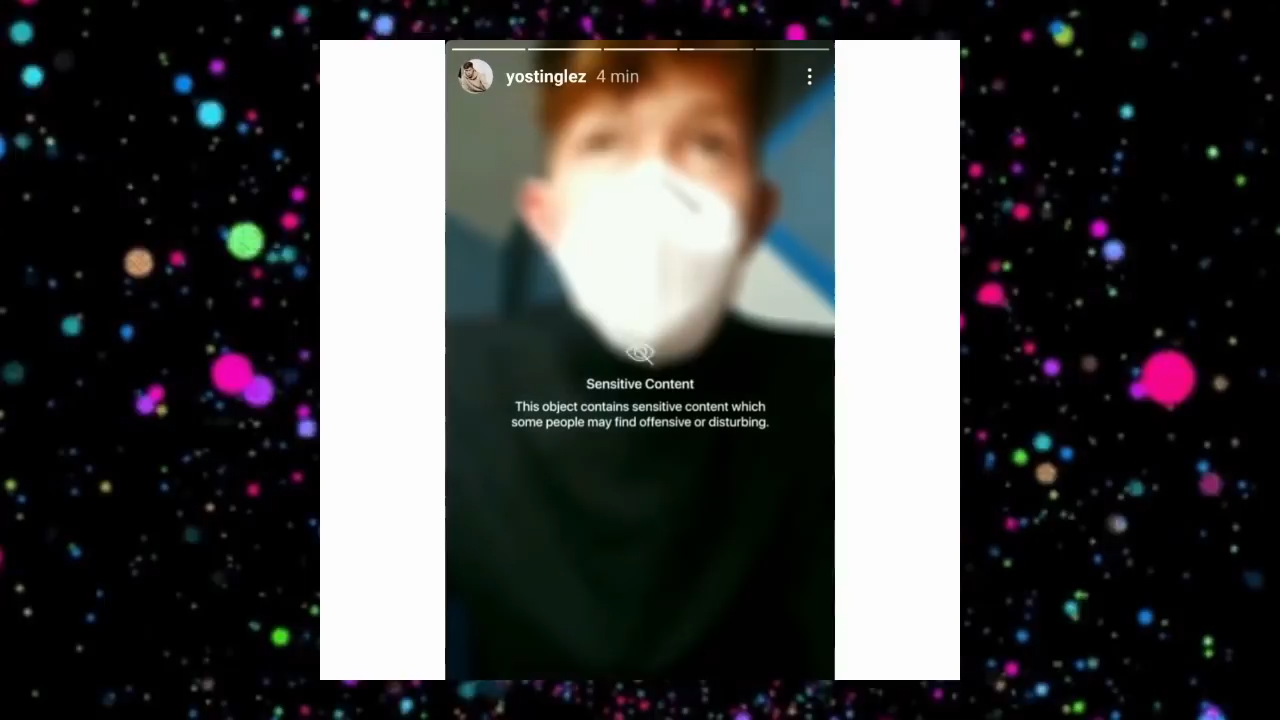 yostinglez 4 min
Sensitive Content
This object contains sensitive content which
some people may find offensive or disturbing.